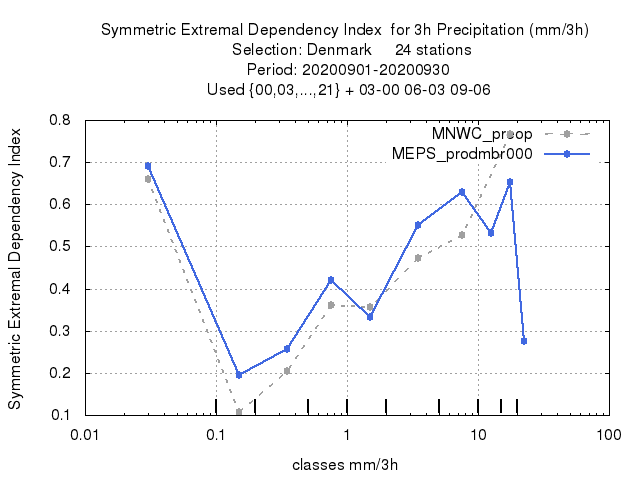 Symmetric Extremal Dependency Index for 3h Precipitation (mm/3h)
Selection: Denmark 24 stations
Period: 20200901-20200930
Used {00,03,...,21} + 03-00 06-03 09-06
Symmetric Extremal Dependency Index
0.8
0.7
0.6
0.5
0.4
0.3
0.2
0.1
MNWC_preop
MEPS_prodmbr000
0.01 0.1 1 10 100
classes mm/3h